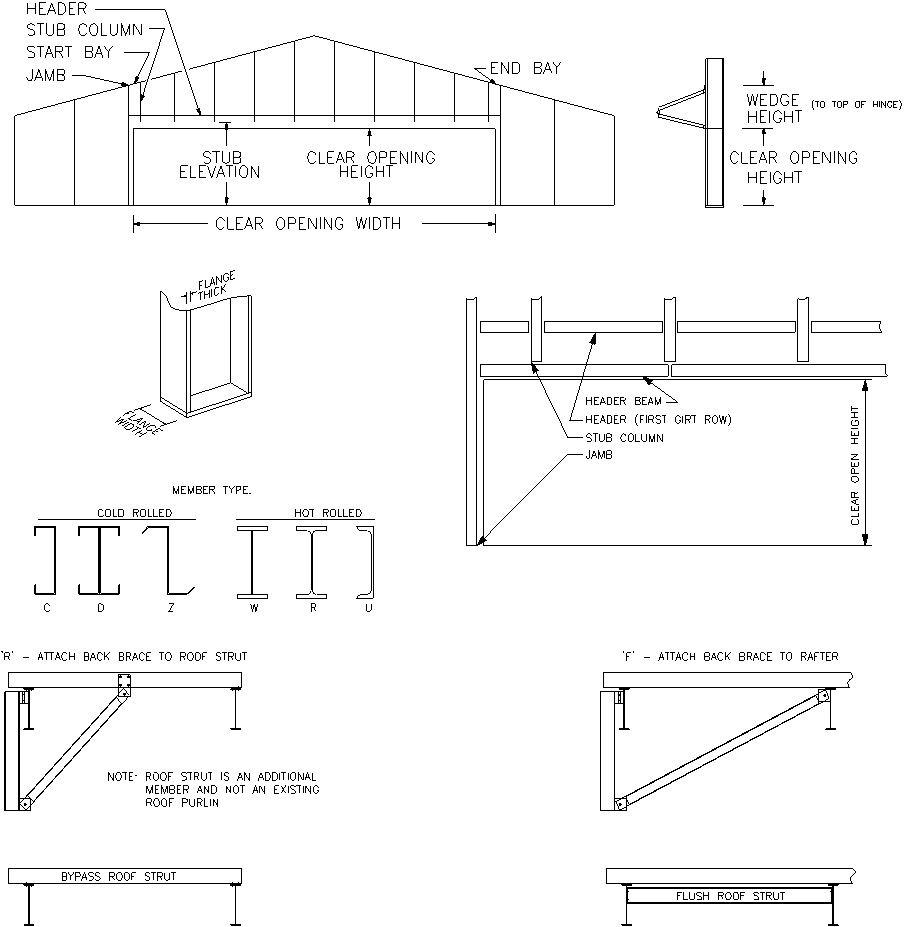 HEADER
STUB COLUMN
START BAY
JAMB
END BAY
STUB
ELEVATION
CLEAR OPENING
HEIGHT
CLEAR OPENING WIDTH
WEDGE (TO TOP OF HINGE)
HEIGHT
CLEAR OPENING
HEIGHT
FLANGE
THICK
FLANGE
WIDTH
HEADER BEAM
HEADER (FIRST GIRT ROW)
STUB COLUMN
JAMB
CLEAR OPEN HEIGHT
MEMBER TYPE.
COLD ROLLED
HOT ROLLED
C D Z W R U
'R' - ATTACH BACK BRACE TO ROOF STRUT
NOTE- ROOF STRUT IS AN ADDITIONAL
MEMBER AND NOT AN EXISTING
ROOF PURLIN
'F' - ATTACH BACK BRACE TO RAFTER
BYPASS ROOF STRUT
FLUSH ROOF STRUT